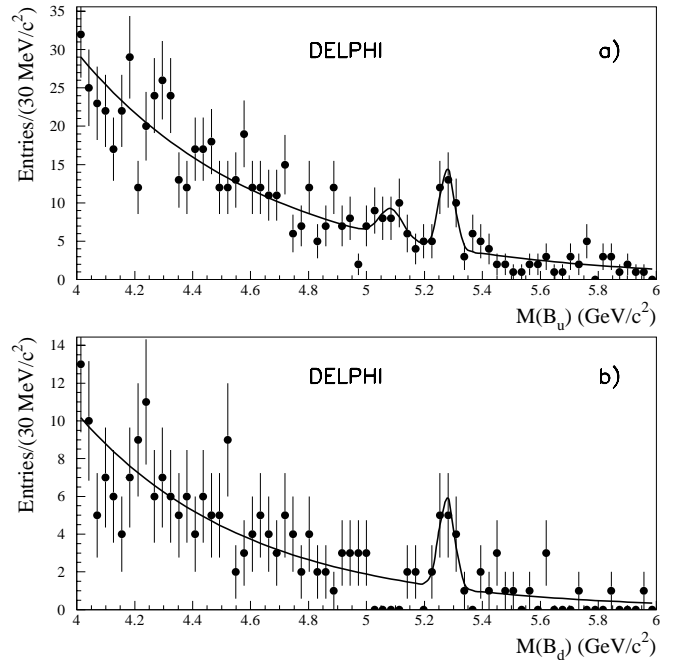 Entries/(30 MeV/c²)
35
30
25
20
15
10
5
0
DELPHI
a)
4 4.2 4.4 4.6 4.8 5 5.2 5.4 5.6 5.8 6
M(Bᵤ) (GeV/c²)
Entries/(30 MeV/c²)
14
12
10
8
6
4
2
0
DELPHI
b)
4 4.2 4.4 4.6 4.8 5 5.2 5.4 5.6 5.8 6
M(B_d) (GeV/c²)